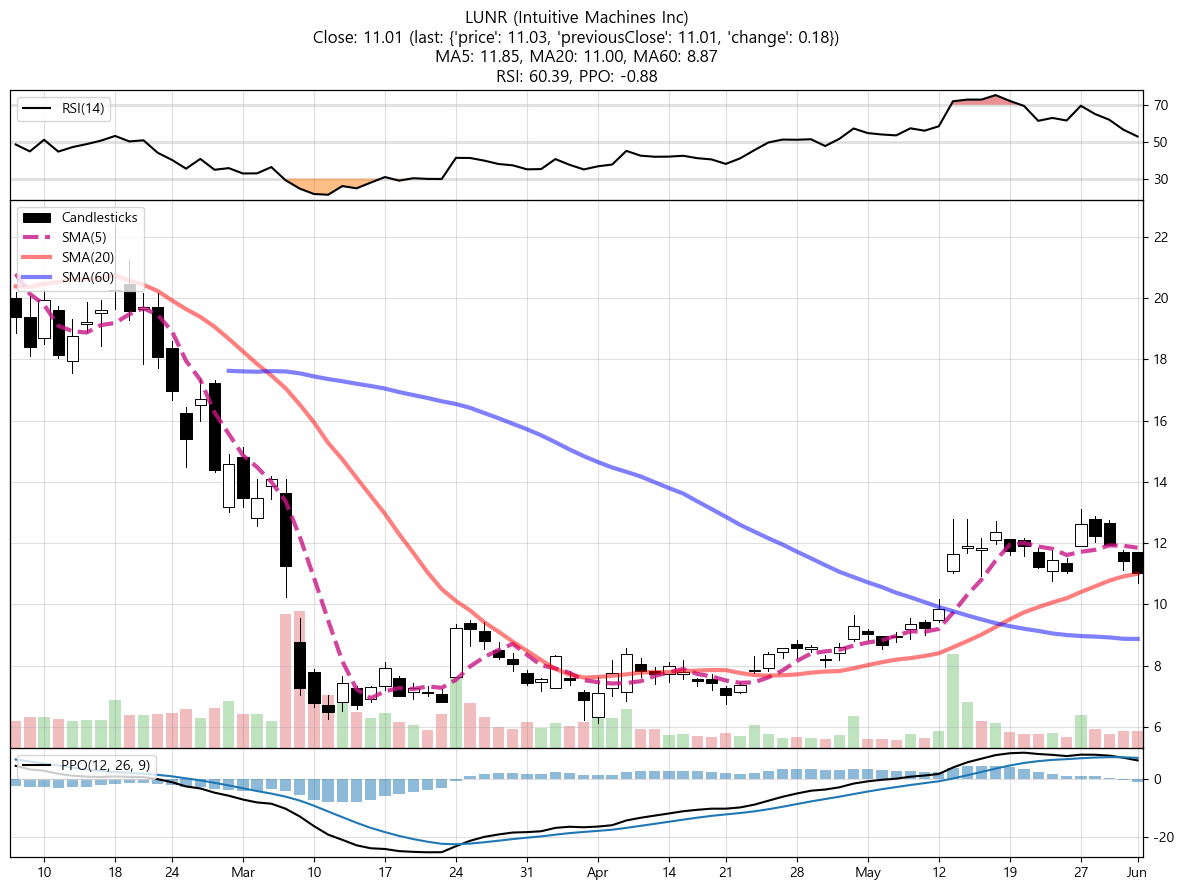 LUNR (Intuitive Machines Inc)
Close: 11.01 (last: {'price': 11.03, 'previousClose': 11.01, 'change': 0.18})
MA5: 11.85, MA20: 11.00, MA60: 8.87
RSI: 60.39, PPO: -0.88
RSI(14)
70
50
30
Candlesticks
SMA(5)
SMA(20)
SMA(60)
22
20
18
16
14
12
10
8
6
PPO(12, 26, 9)
0
-20
10 18 24 Mar 10 17 24 31 Apr 14 21 28 May 12 19 27 Jun